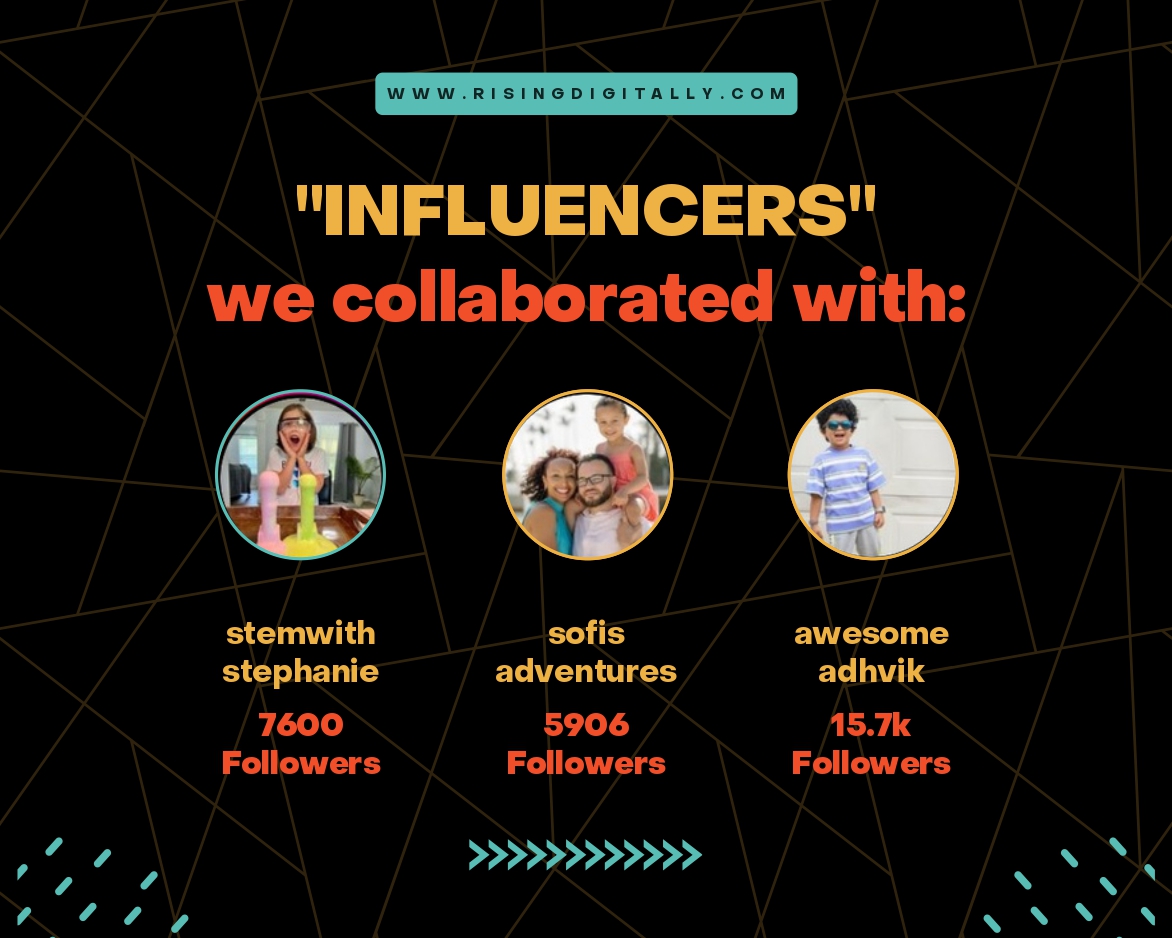 WWW.RISINGDIGITALLY.COM
"INFLUENCERS"
we collaborated with:
stemwith
stephanie
7600
Followers
sofis
adventures
5906
Followers
awesome
adhvik
15.7k
Followers